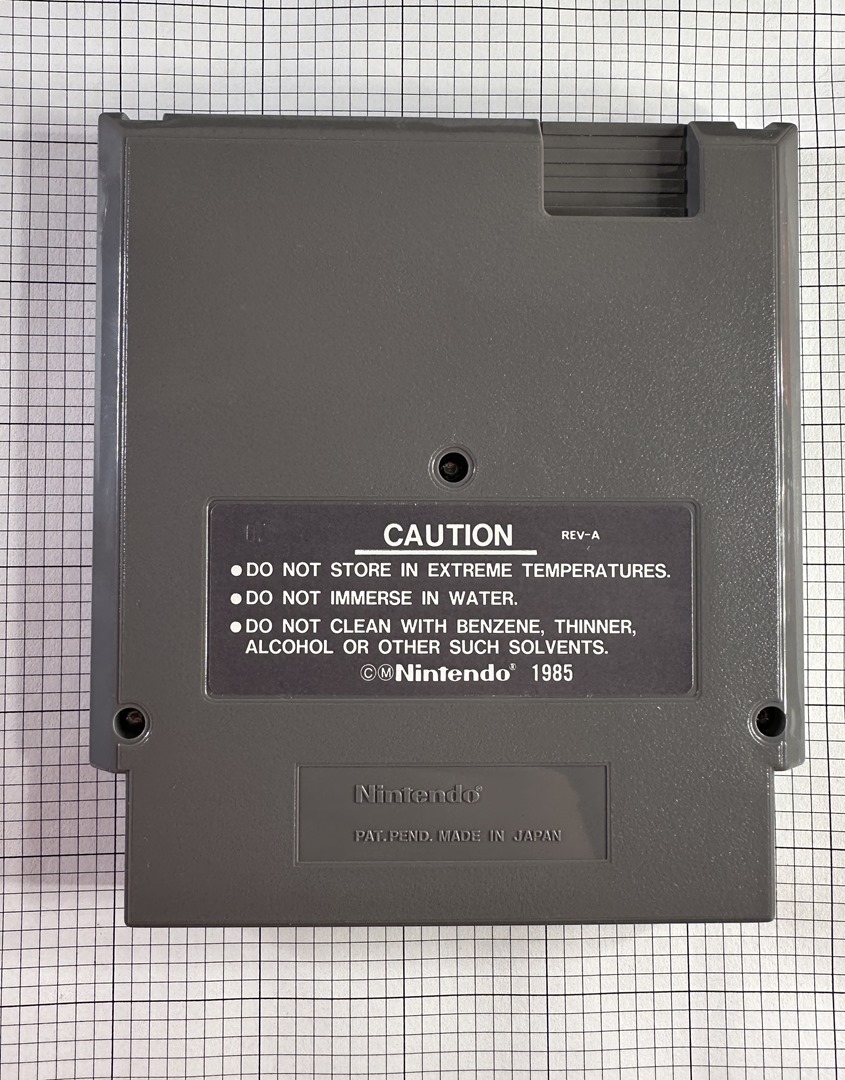 CAUTION REV-A
●DO NOT STORE IN EXTREME TEMPERATURES.
●DO NOT IMMERSE IN WATER.
●DO NOT CLEAN WITH BENZENE, THINNER,
ALCOHOL OR OTHER SUCH SOLVENTS.
ⒸⓂNintendo® 1985
Nintendo®
PAT. PEND. MADE IN JAPAN